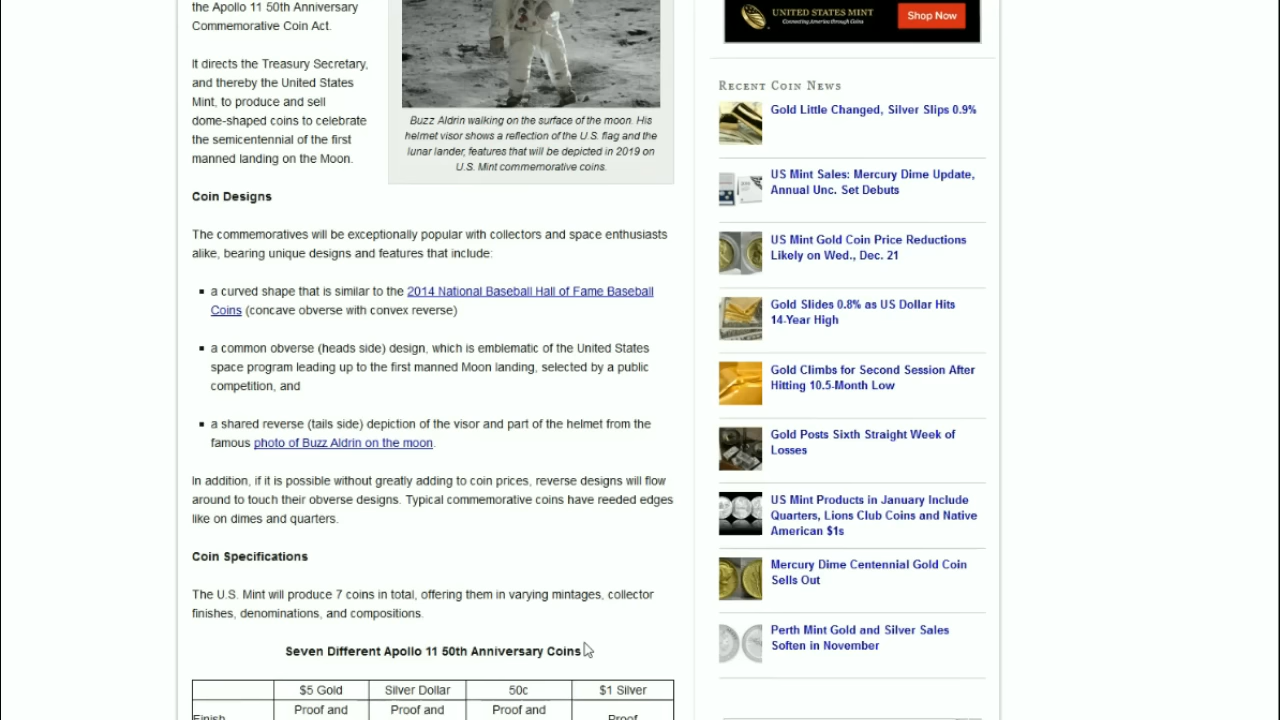 the Apollo 11 50th Anniversary
Commemorative Coin Act.
It directs the Treasury Secretary,
and thereby the United States
Mint, to produce and sell
dome-shaped coins to celebrate
the semicentennial of the first
manned landing on the Moon.
Buzz Aldrin walking on the surface of the moon. His
helmet visor shows a reflection of the U.S. flag and the
lunar lander, features that will be depicted in 2019 on
U.S. Mint commemorative coins.
Coin Designs
The commemoratives will be exceptionally popular with collectors and space enthusiasts
alike, bearing unique designs and features that include:
▪ a curved shape that is similar to the 2014 National Baseball Hall of Fame Baseball
Coins (concave obverse with convex reverse)
▪ a common obverse (heads side) design, which is emblematic of the United States
space program leading up to the first manned Moon landing, selected by a public
competition, and
▪ a shared reverse (tails side) depiction of the visor and part of the helmet from the
famous photo of Buzz Aldrin on the moon.
In addition, if it is possible without greatly adding to coin prices, reverse designs will flow
around to touch their obverse designs. Typical commemorative coins have reeded edges
like on dimes and quarters.
Coin Specifications
The U.S. Mint will produce 7 coins in total, offering them in varying mintages, collector
finishes, denominations, and compositions.
Seven Different Apollo 11 50th Anniversary Coins
$5 Gold Silver Dollar 50c $1 Silver
Proof and Proof and Proof and
Finish Proof
UNITED STATES MINT
Connecting America through Coins
Shop Now
Recent Coin News
Gold Little Changed, Silver Slips 0.9%
US Mint Sales: Mercury Dime Update,
Annual Unc. Set Debuts
US Mint Gold Coin Price Reductions
Likely on Wed., Dec. 21
Gold Slides 0.8% as US Dollar Hits
14-Year High
Gold Climbs for Second Session After
Hitting 10.5-Month Low
Gold Posts Sixth Straight Week of
Losses
US Mint Products in January Include
Quarters, Lions Club Coins and Native
American $1s
Mercury Dime Centennial Gold Coin
Sells Out
Perth Mint Gold and Silver Sales
Soften in November